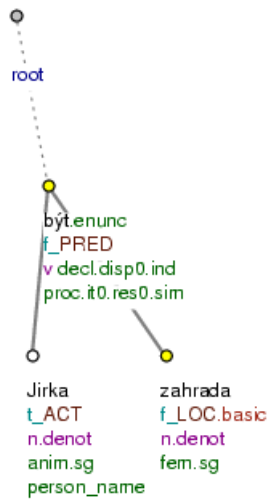 root
být.enunc
f_PRED
v decl.disp0.ind
proc.it0.res0.sim
Jirka
t_ACT
n.denot
anim.sg
person_name
zahrada
f_LOC.basic
n.denot
fem.sg